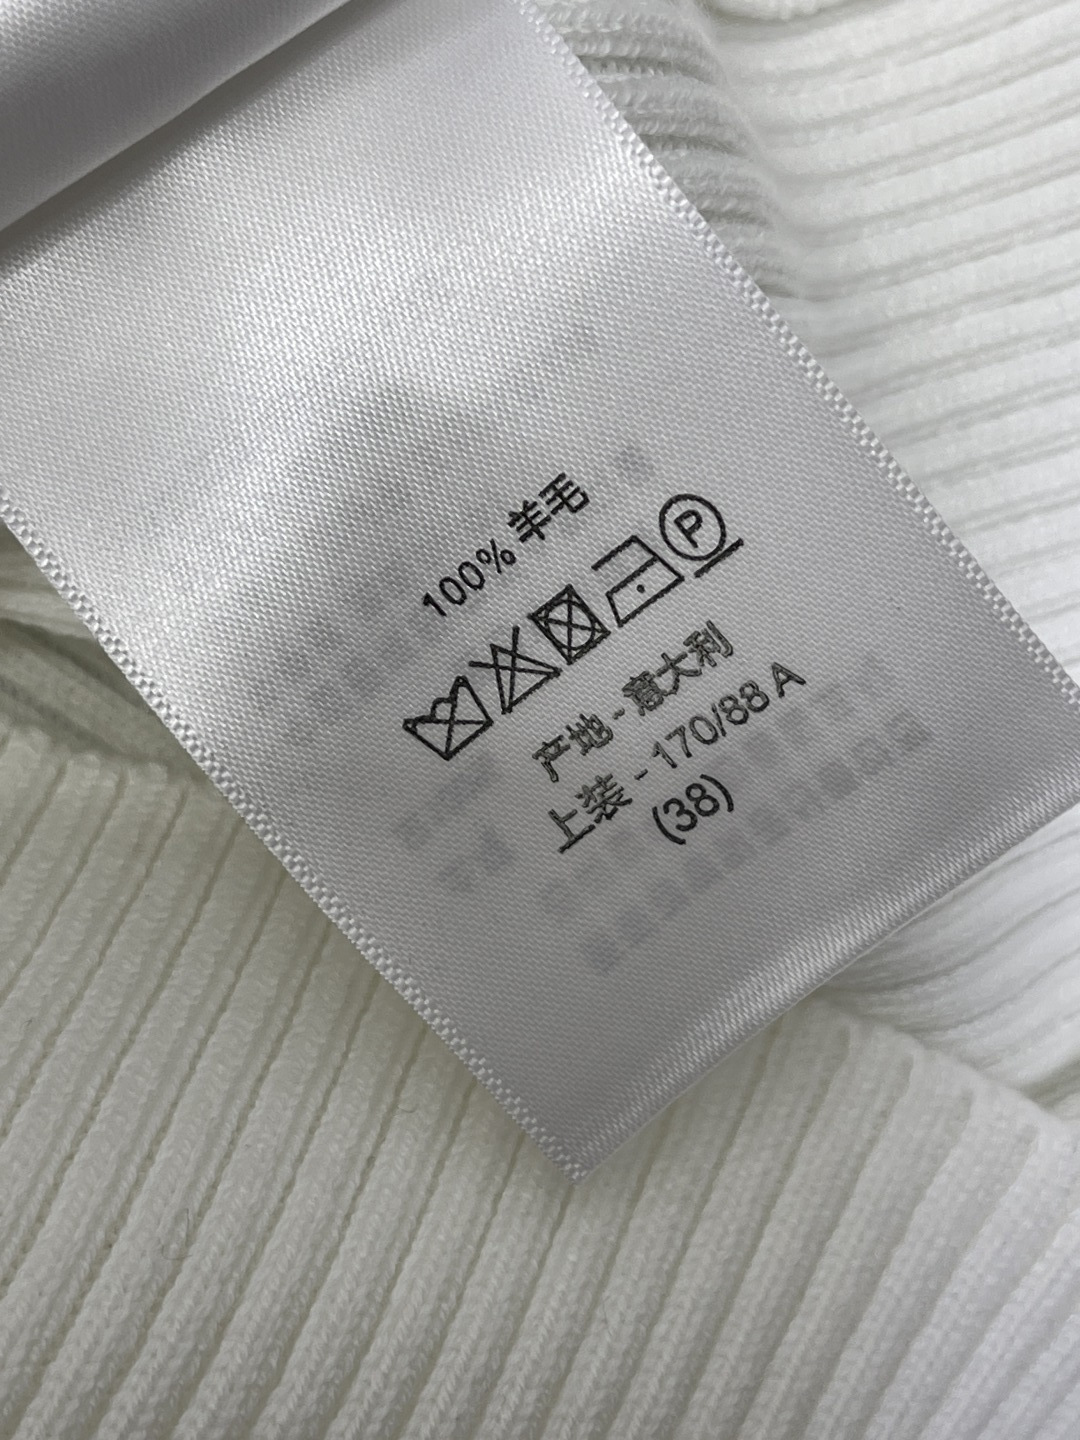 100% 羊毛
P
产地 - 意大利
上装 - 170/88 A
(38)